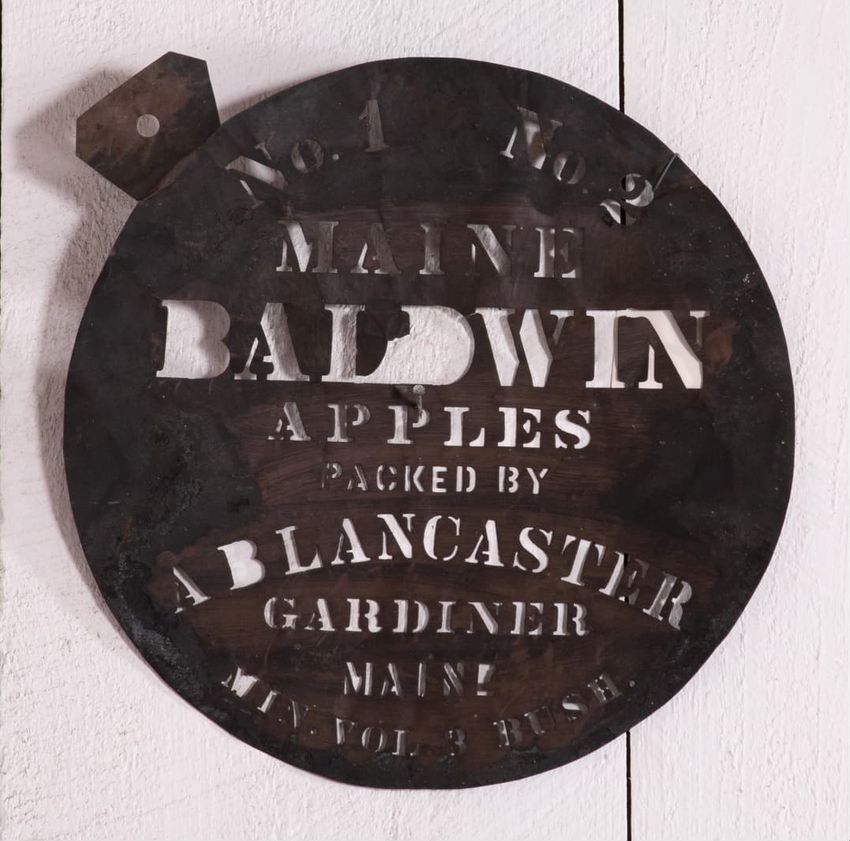 No. 1 No. 2
MAINE
BALDWIN
APPLES
PACKED BY
A B LANCASTER
GARDINER
MAINE
MIN. VOL 3 BUSH.